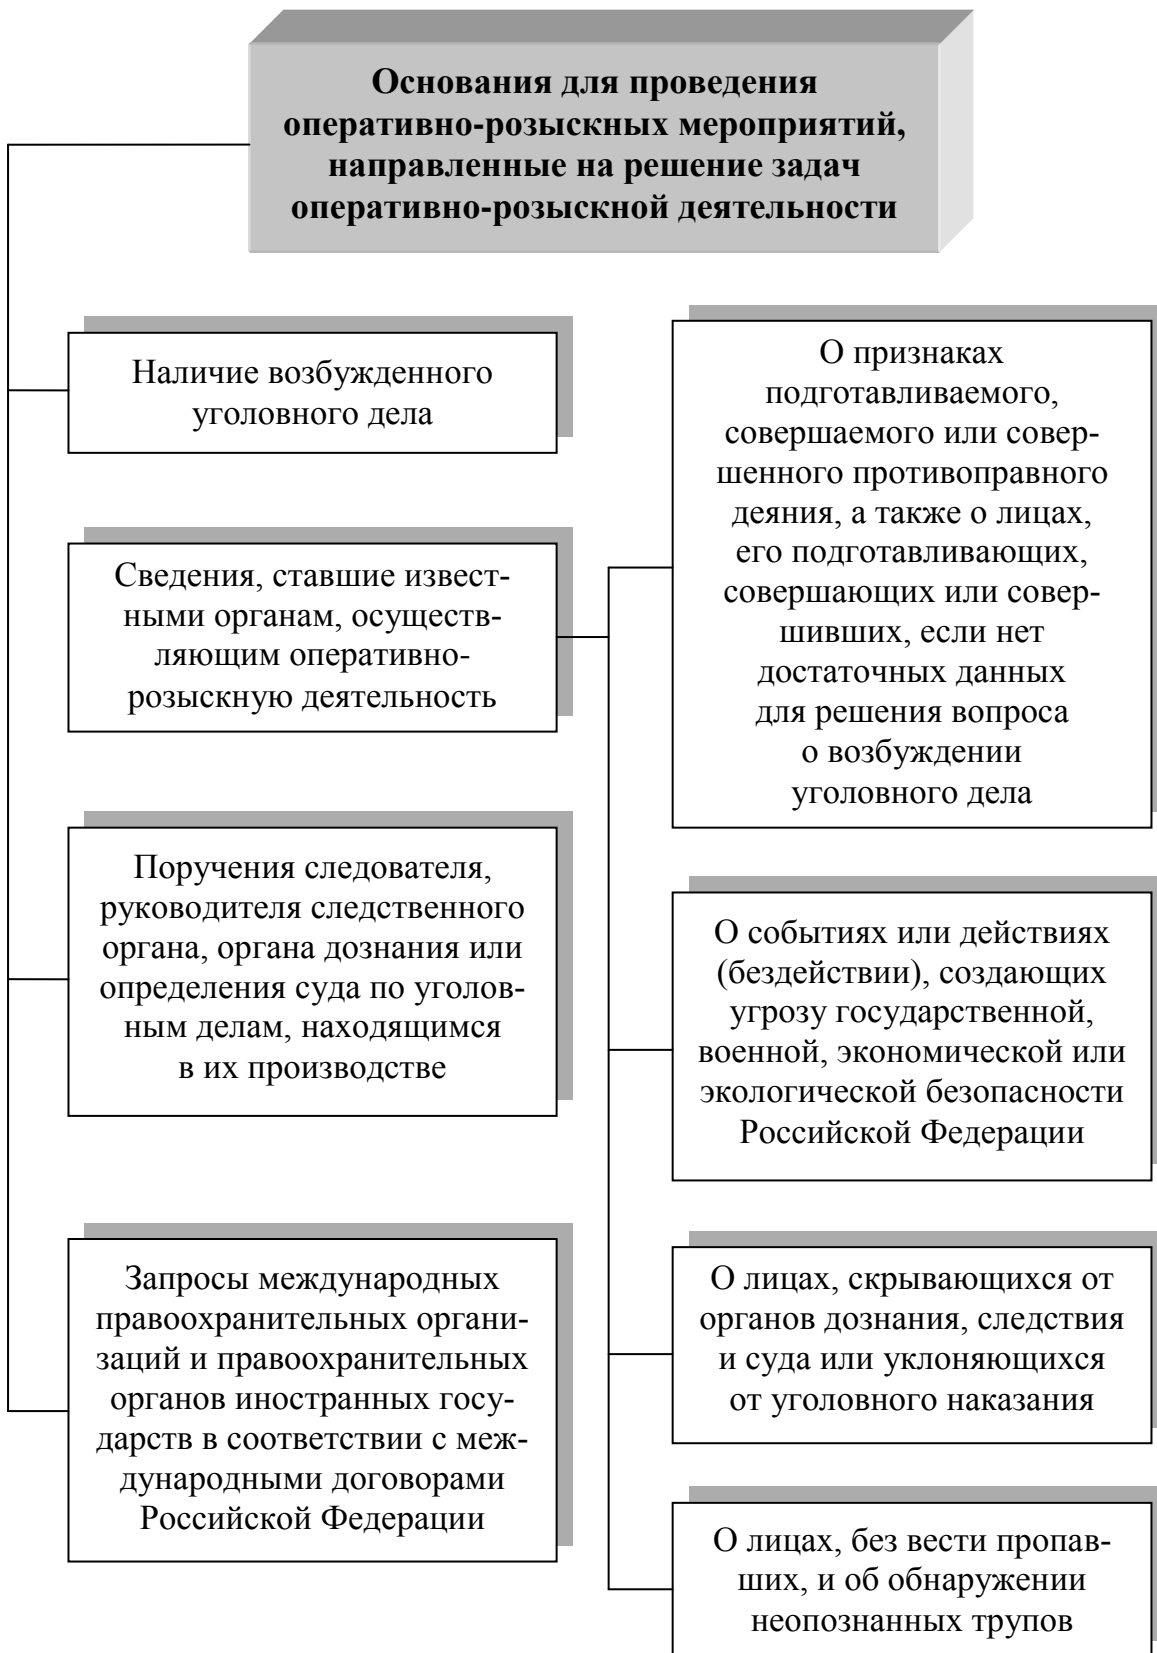 Основания для проведения
оперативно-розыскных мероприятий,
направленные на решение задач
оперативно-розыскной деятельности
Наличие возбужденного
уголовного дела
Сведения, ставшие извест-
ными органам, осуществ-
ляющим оперативно-
розыскную деятельность
Поручения следователя,
руководителя следственного
органа, органа дознания или
определения суда по уголов-
ным делам, находящимся
в их производстве
Запросы международных
правоохранительных органи-
заций и правоохранительных
органов иностранных госу-
дарств в соответствии с меж-
дународными договорами
Российской Федерации
О признаках
подготавливаемого,
совершаемого или совер-
шенного противоправного
деяния, а также о лицах,
его подготавливающих,
совершающих или совер-
шивших, если нет
достаточных данных
для решения вопроса
о возбуждении
уголовного дела
О событиях или действиях
(бездействии), создающих
угрозу государственной,
военной, экономической или
экологической безопасности
Российской Федерации
О лицах, скрывающихся от
органов дознания, следствия
и суда или уклоняющихся
от уголовного наказания
О лицах, без вести пропав-
ших, и об обнаружении
неопознанных трупов